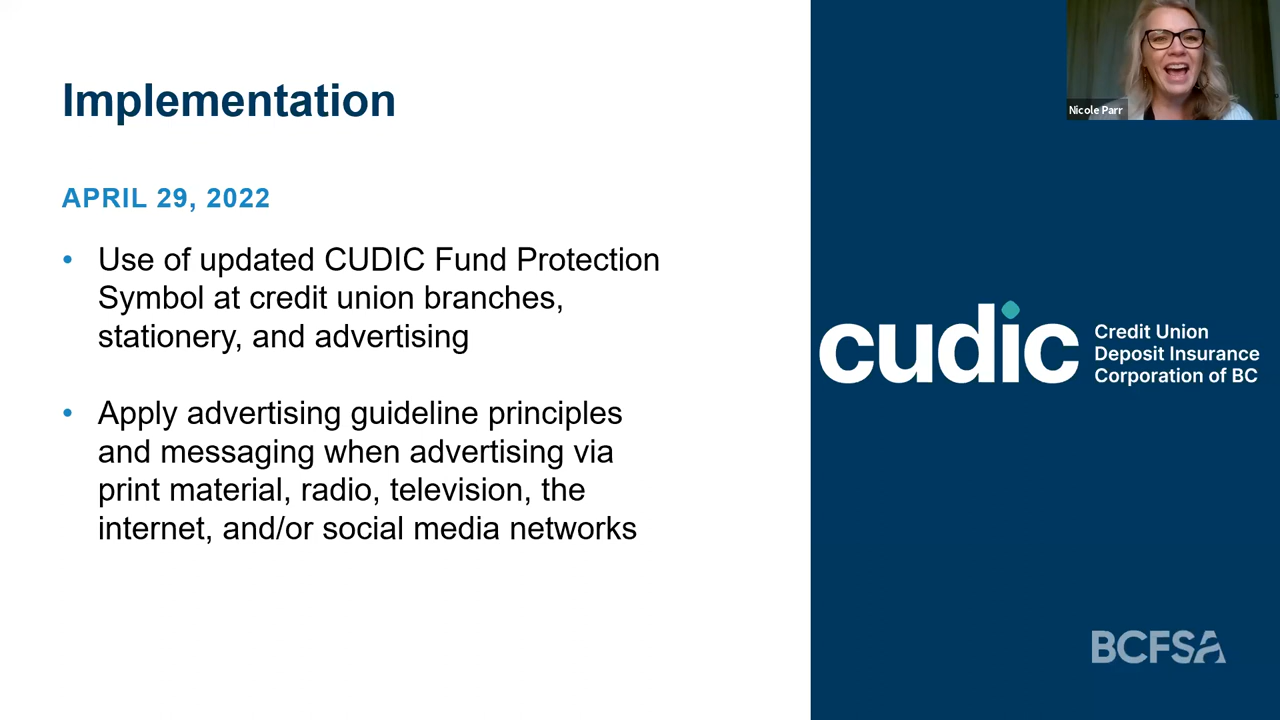 Implementation
APRIL 29, 2022
• Use of updated CUDIC Fund Protection
Symbol at credit union branches,
stationery, and advertising
• Apply advertising guideline principles
and messaging when advertising via
print material, radio, television, the
internet, and/or social media networks
Nicole Parr
cudic
Credit Union
Deposit Insurance
Corporation of BC
BCFSA